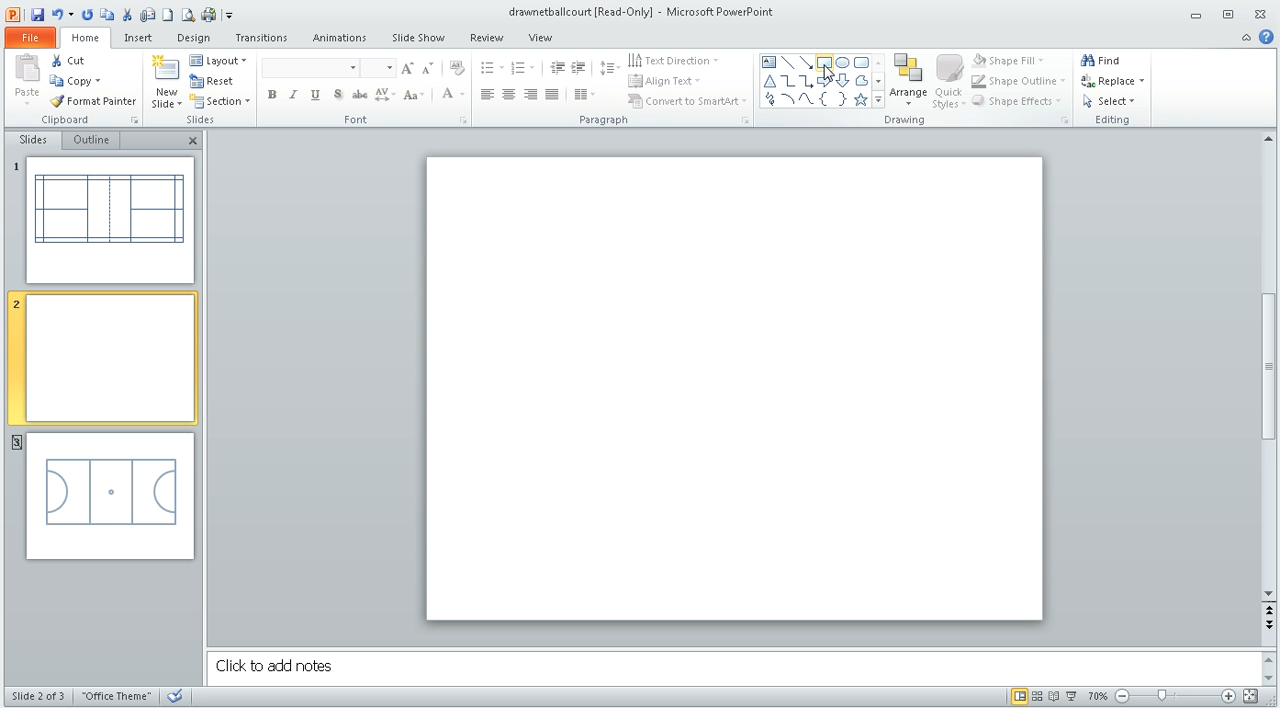 drawnetballcourt [Read-Only] - Microsoft PowerPoint
File Home Insert Design Transitions Animations Slide Show Review View
Paste
Cut
Copy
Format Painter
Clipboard
New Slide
Layout
Reset
Section
Slides
B I U S abc AV Aa A
Font
Text Direction
Align Text
Convert to SmartArt
Paragraph
Arrange
Quick Styles
Shape Fill
Shape Outline
Shape Effects
Drawing
Find
Replace
Select
Editing
Slides Outline
1
2
3
Click to add notes
Slide 2 of 3 "Office Theme" 70%